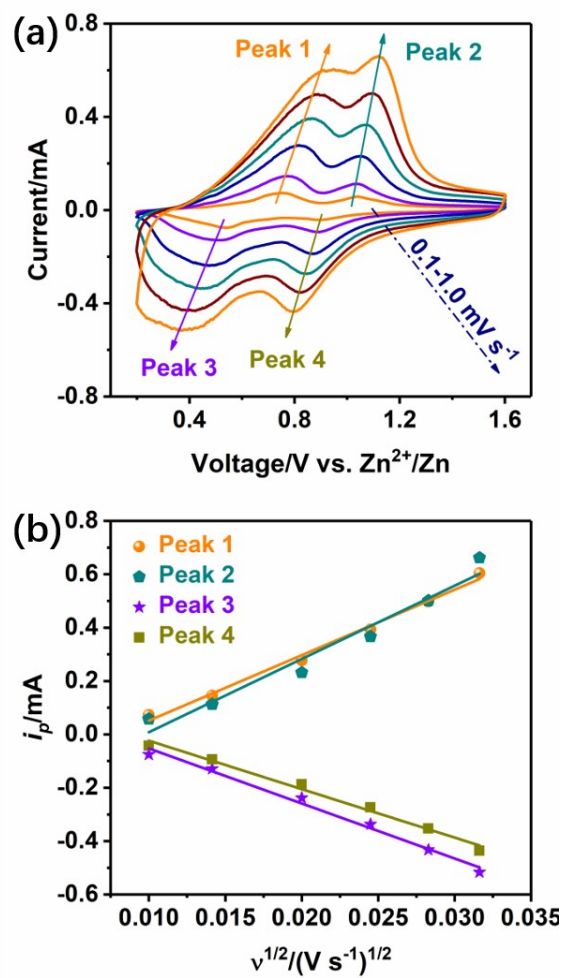 (a)
0.8
0.4
0.0
-0.4
-0.8
Current/mA
Peak 1
Peak 2
Peak 3
Peak 4
0.1-1.0 mV s⁻¹
0.4 0.8 1.2 1.6
Voltage/V vs. Zn²⁺/Zn
(b)
0.8
0.6
0.4
0.2
0.0
-0.2
-0.4
-0.6
iₚ/mA
Peak 1
Peak 2
Peak 3
Peak 4
0.010 0.015 0.020 0.025 0.030 0.035
ν¹ᐟ²/(V s⁻¹)¹ᐟ²